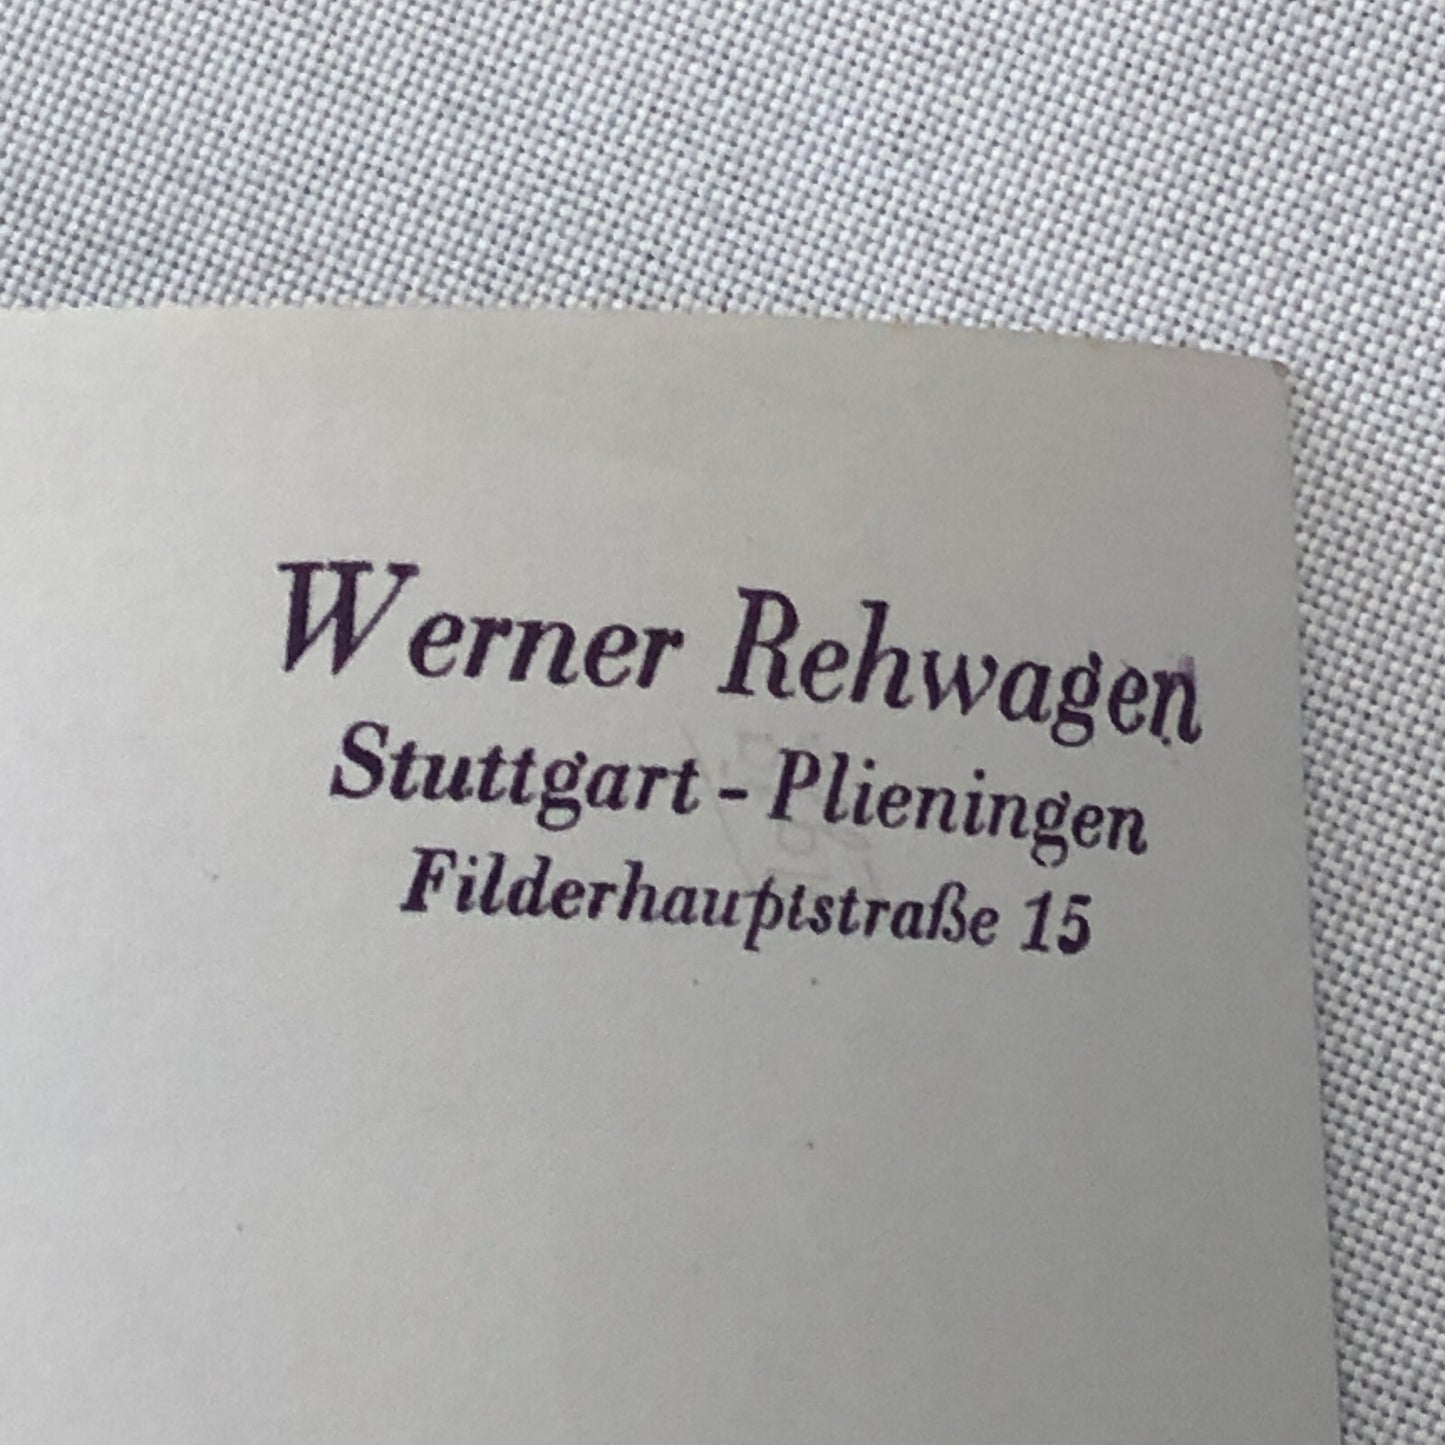 Werner Rehwagen
Stuttgart - Plieningen
Filderhauptstraße 15